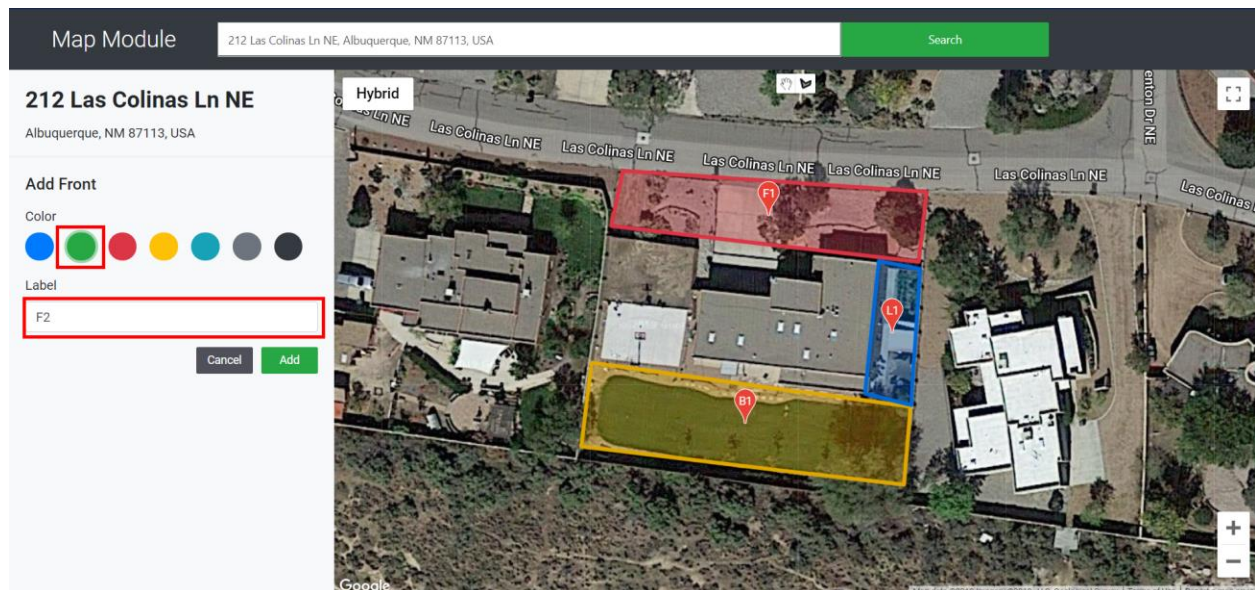 Map Module
212 Las Colinas Ln NE, Albuquerque, NM 87113, USA
Search
212 Las Colinas Ln NE
Albuquerque, NM 87113, USA
Add Front
Color
Label
F2
Cancel
Add
Hybrid
Ln NE
Las Colinas Ln NE
Las Colinas Ln NE
Las Colinas Ln NE
Las Colinas Ln NE
Las Colinas Ln NE
Las Colinas
enton Dr NE
F1
L1
B1
Google